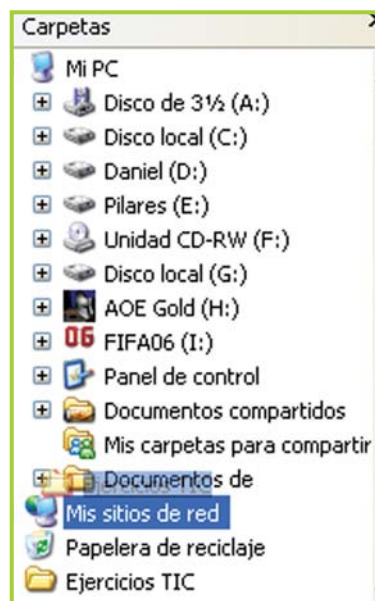 Carpetas
Mi PC
Disco de 3½ (A:)
Disco local (C:)
Daniel (D:)
Pilares (E:)
Unidad CD-RW (F:)
Disco local (G:)
AOE Gold (H:)
06 FIFA06 (I:)
Panel de control
Documentos compartidos
Mis carpetas para compartir
Documentos de
Ejercicios TIC
Mis sitios de red
Papelera de reciclaje
Ejercicios TIC